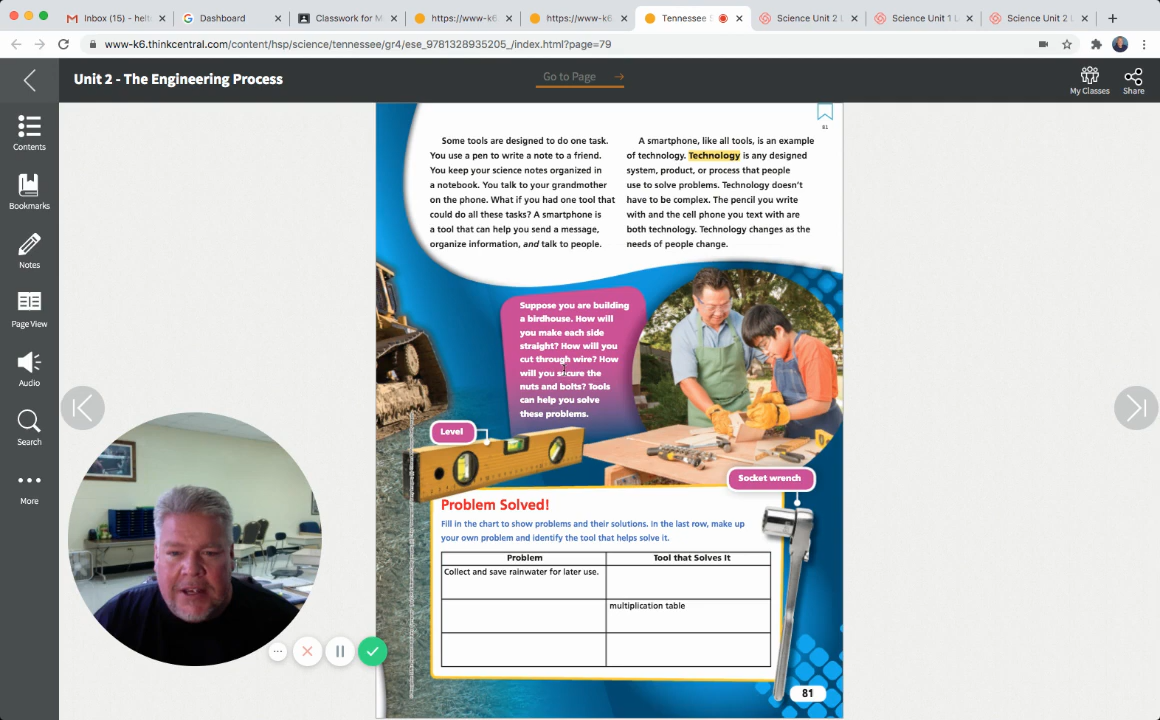 Inbox (15) - helt
Dashboard
Classwork for M
https://www-k6
https://www-k6
Tennessee E
Science Unit 2 L
Science Unit 1 L
Science Unit 2 L
www-k6.thinkcentral.com/content/hsp/science/tennessee/gr4/ese_9781328935205_/index.html?page=79
Unit 2 - The Engineering Process
Go to Page
My Classes
Share
Contents
Bookmarks
Notes
Page View
Audio
Search
More
81
Some tools are designed to do one task.
You use a pen to write a note to a friend.
You keep your science notes organized in
a notebook. You talk to your grandmother
on the phone. What if you had one tool that
could do all these tasks? A smartphone is
a tool that can help you send a message,
organize information, and talk to people.
A smartphone, like all tools, is an example
of technology. Technology is any designed
system, product, or process that people
use to solve problems. Technology doesn't
have to be complex. The pencil you write
with and the cell phone you text with are
both technology. Technology changes as the
needs of people change.
Suppose you are building
a birdhouse. How will
you make each side
straight? How will you
cut through wire? How
will you secure the
nuts and bolts? Tools
can help you solve
these problems.
Level
Socket wrench
Problem Solved!
Fill in the chart to show problems and their solutions. In the last row, make up
your own problem and identify the tool that helps solve it.
Problem
Tool that Solves It
Collect and save rainwater for later use.
multiplication table
81